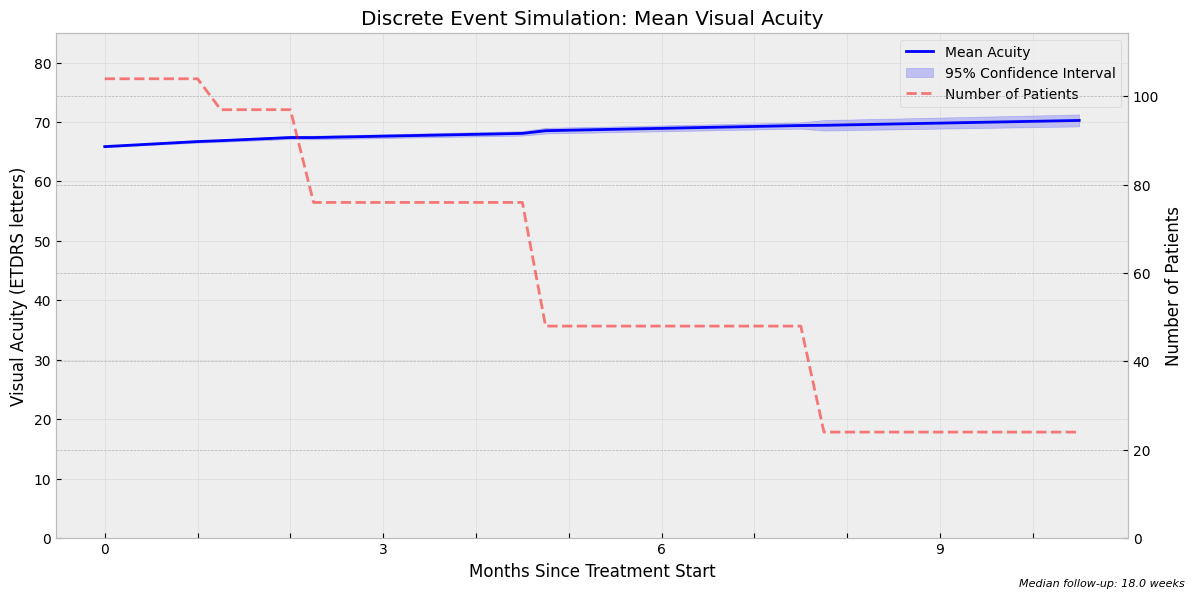 Discrete Event Simulation: Mean Visual Acuity
Mean Acuity
95% Confidence Interval
Number of Patients
Visual Acuity (ETDRS letters)
80
70
60
50
40
30
20
10
0
100
80
60
40
20
0
Number of Patients
0 3 6 9
Months Since Treatment Start
Median follow-up: 18.0 weeks